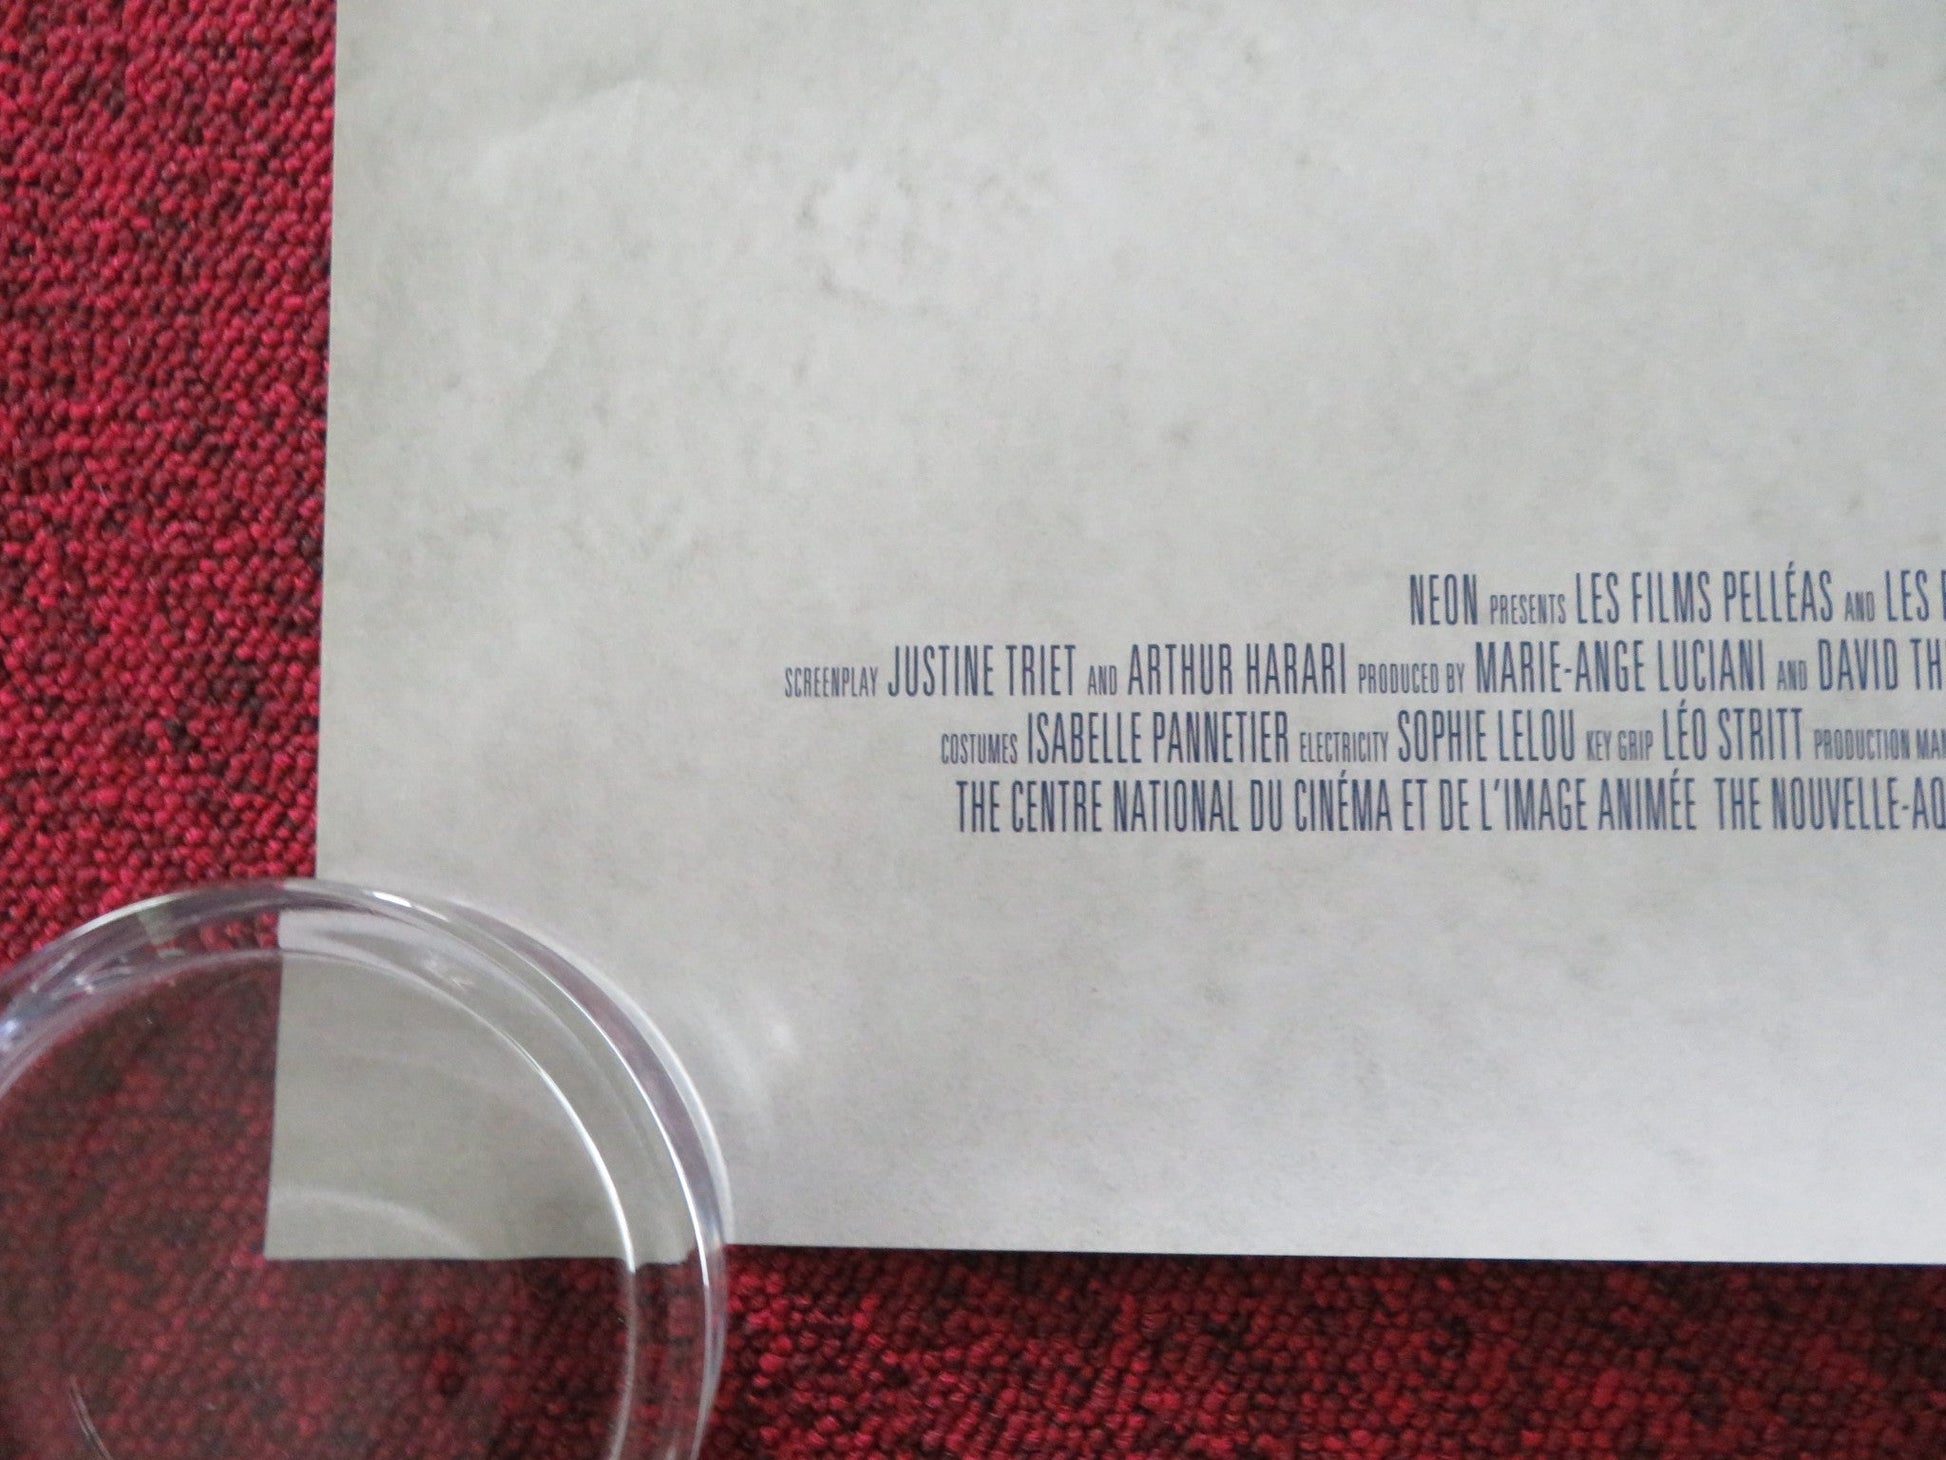 NEON PRESENTS LES FILMS PELLÉAS AND LES
SCREENPLAY JUSTINE TRIET AND ARTHUR HARARI PRODUCED BY MARIE-ANGE LUCIANI AND DAVID TH
COSTUMES ISABELLE PANNETIER ELECTRICITY SOPHIE LELOU KEY GRIP LÉO STRITT PRODUCTION MAN
THE CENTRE NATIONAL DU CINÉMA ET DE L'IMAGE ANIMÉE THE NOUVELLE-AQ